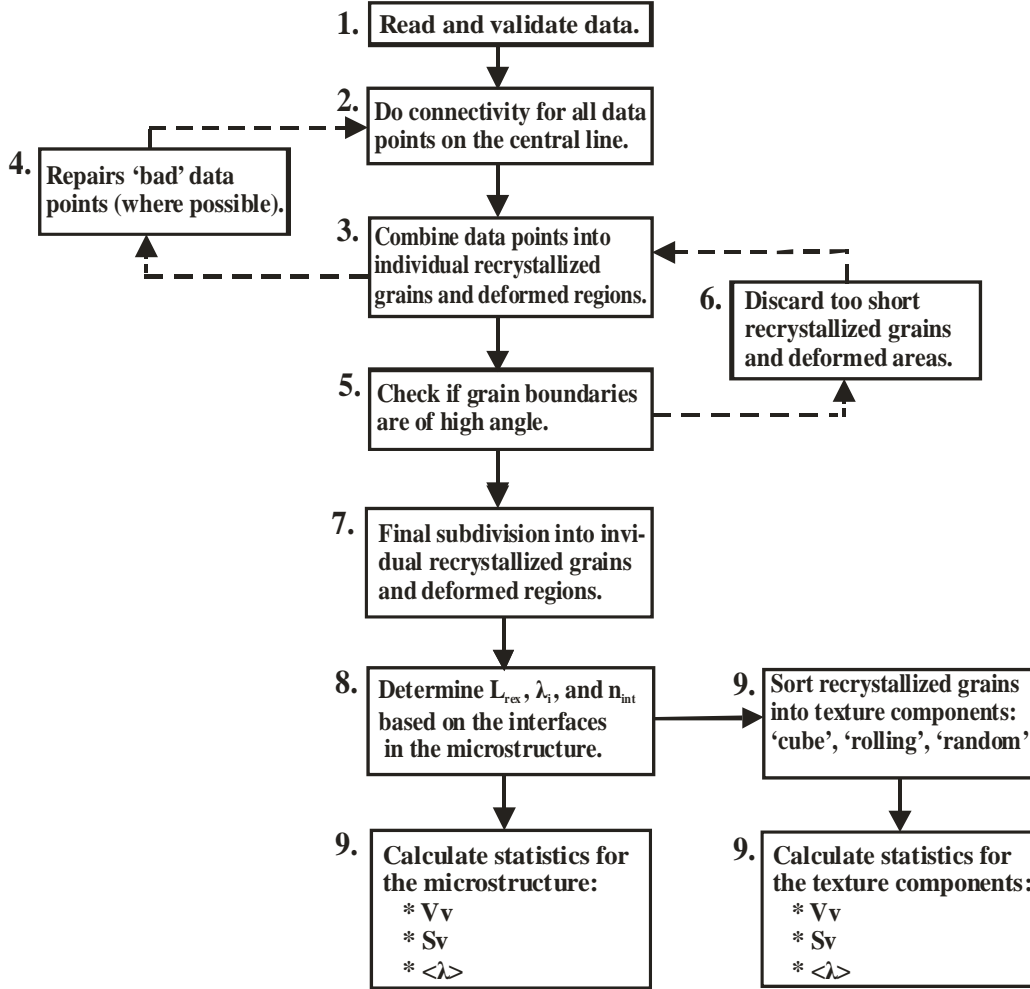 1. Read and validate data.
2. Do connectivity for all data
points on the central line.
4. Repairs ‘bad’ data
points (where possible).
3. Combine data points into
individual recrystallized
grains and deformed regions.
6. Discard too short
recrystallized grains
and deformed areas.
5. Check if grain boundaries
are of high angle.
7. Final subdivision into invi-
dual recrystallized grains
and deformed regions.
8. Determine L_rex, λ_i, and n_int
based on the interfaces
in the microstructure.
9. Sort recrystallized grains
into texture components:
‘cube’, ‘rolling’, ‘random’
9. Calculate statistics for
the microstructure:
* Vv
* Sv
* <λ>
9. Calculate statistics for
the texture components:
* Vv
* Sv
* <λ>